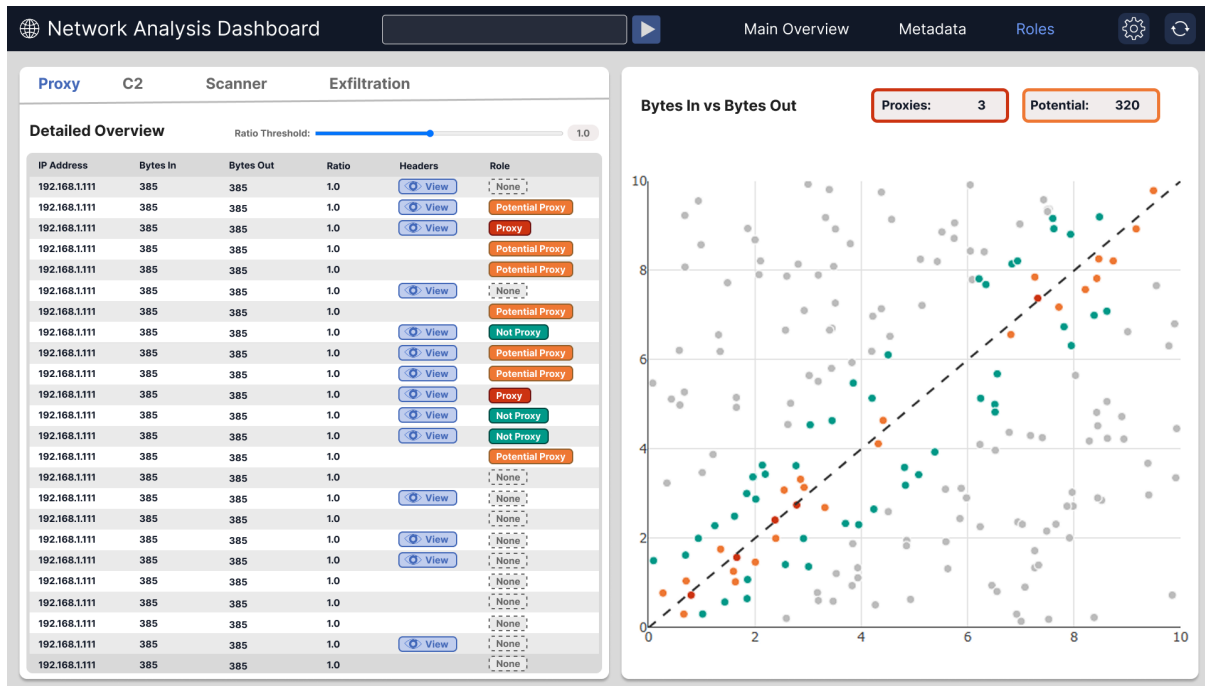 Network Analysis Dashboard
Main Overview Metadata Roles
Proxy C2 Scanner Exfiltration
Detailed Overview
Ratio Threshold: 1.0
IP Address Bytes In Bytes Out Ratio Headers Role
192.168.1.111 385 385 1.0 View None
192.168.1.111 385 385 1.0 View Potential Proxy
192.168.1.111 385 385 1.0 View Proxy
192.168.1.111 385 385 1.0 Potential Proxy
192.168.1.111 385 385 1.0 Potential Proxy
192.168.1.111 385 385 1.0 View None
192.168.1.111 385 385 1.0 Potential Proxy
192.168.1.111 385 385 1.0 View Not Proxy
192.168.1.111 385 385 1.0 View Potential Proxy
192.168.1.111 385 385 1.0 View Potential Proxy
192.168.1.111 385 385 1.0 View Proxy
192.168.1.111 385 385 1.0 View Not Proxy
192.168.1.111 385 385 1.0 View Not Proxy
192.168.1.111 385 385 1.0 Potential Proxy
192.168.1.111 385 385 1.0 None
192.168.1.111 385 385 1.0 View None
192.168.1.111 385 385 1.0 None
192.168.1.111 385 385 1.0 View None
192.168.1.111 385 385 1.0 View None
192.168.1.111 385 385 1.0 None
192.168.1.111 385 385 1.0 None
192.168.1.111 385 385 1.0 None
192.168.1.111 385 385 1.0 View None
192.168.1.111 385 385 1.0 None
Bytes In vs Bytes Out
Proxies: 3
Potential: 320
10
8
6
4
2
0
0 2 4 6 8 10